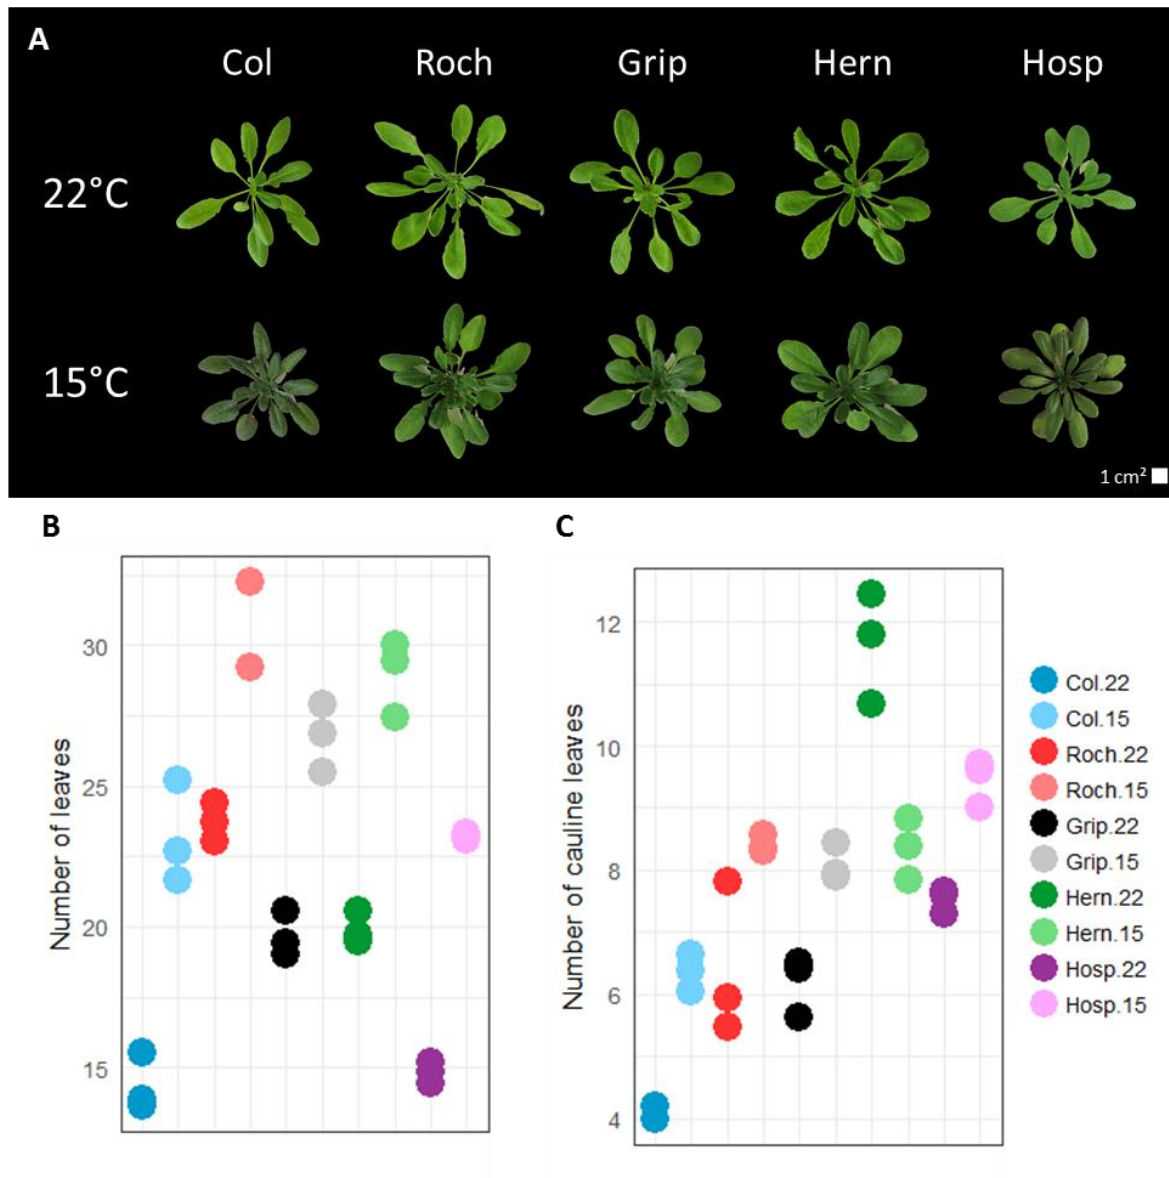 A
Col Roch Grip Hern Hosp
22°C
15°C
1 cm²
B
Number of leaves
30
25
20
15
C
Number of cauline leaves
12
10
8
6
4
Col.22
Col.15
Roch.22
Roch.15
Grip.22
Grip.15
Hern.22
Hern.15
Hosp.22
Hosp.15